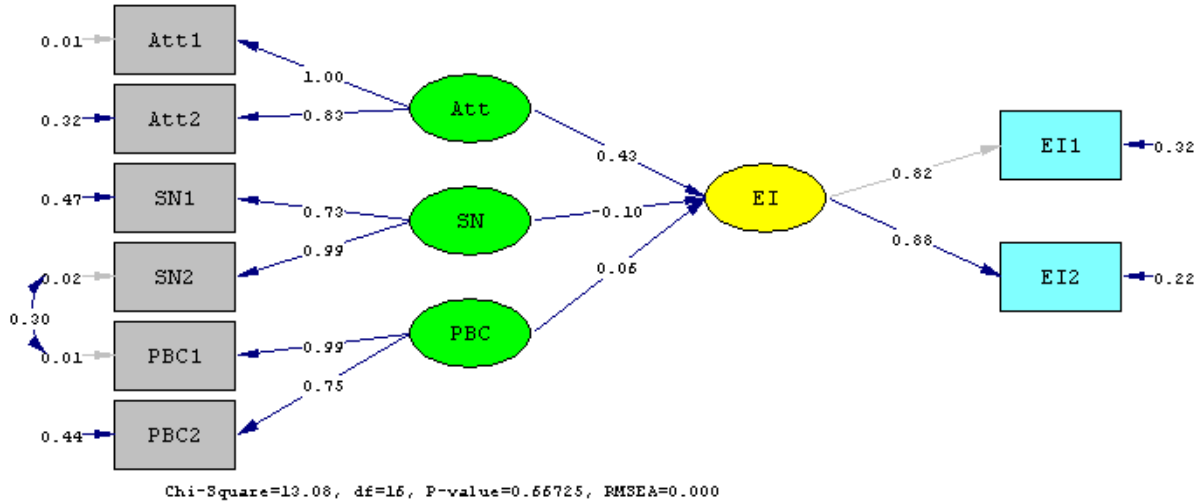 0.01
Att1
1.00
0.32
Att2
0.83
Att
0.43
EI1
0.32
0.47
SN1
0.73
EI
0.82
SN
-0.10
0.99
0.88
0.02
SN2
0.06
EI2
0.22
0.30
PBC
0.01
PBC1
0.99
0.75
0.44
PBC2
Chi-Square=13.08, df=16, P-value=0.66725, RMSEA=0.000